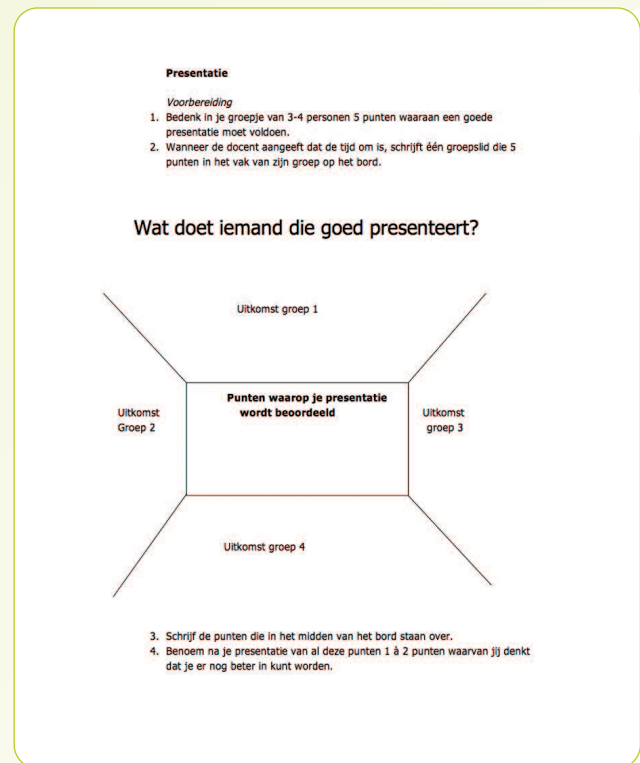 Presentatie
Voorbereiding
1. Bedenk in je groepje van 3-4 personen 5 punten waaraan een goede
presentatie moet voldoen.
2. Wanneer de docent aangeeft dat de tijd om is, schrijft één groepslid die 5
punten in het vak van zijn groep op het bord.
Wat doet iemand die goed presenteert?
Uitkomst groep 1
Punten waarop je presentatie
wordt beoordeeld
Uitkomst
Groep 2
Uitkomst
groep 3
Uitkomst groep 4
3. Schrijf de punten die in het midden van het bord staan over.
4. Benoem na je presentatie van al deze punten 1 à 2 punten waarvan jij denkt
dat je er nog beter in kunt worden.